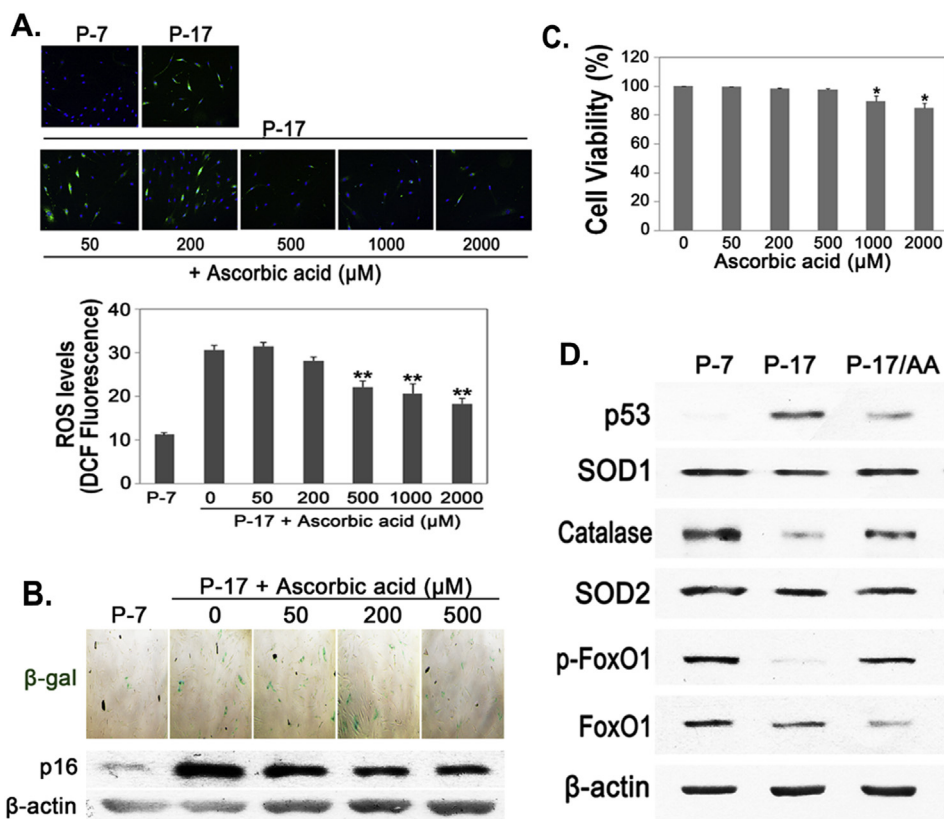 A.
P-7 P-17
P-17
50 200 500 1000 2000
+ Ascorbic acid (µM)
ROS levels
(DCF Fluorescence)
40
30
20
10
0
** ** **
P-7 0 50 200 500 1000 2000
P-17 + Ascorbic acid (µM)
B.
P-17 + Ascorbic acid (µM)
P-7 0 50 200 500
β-gal
p16
β-actin
C.
Cell Viability (%)
120
100
80
60
40
20
0
* *
0 50 200 500 1000 2000
Ascorbic acid (µM)
D.
P-7 P-17 P-17/AA
p53
SOD1
Catalase
SOD2
p-FoxO1
FoxO1
β-actin